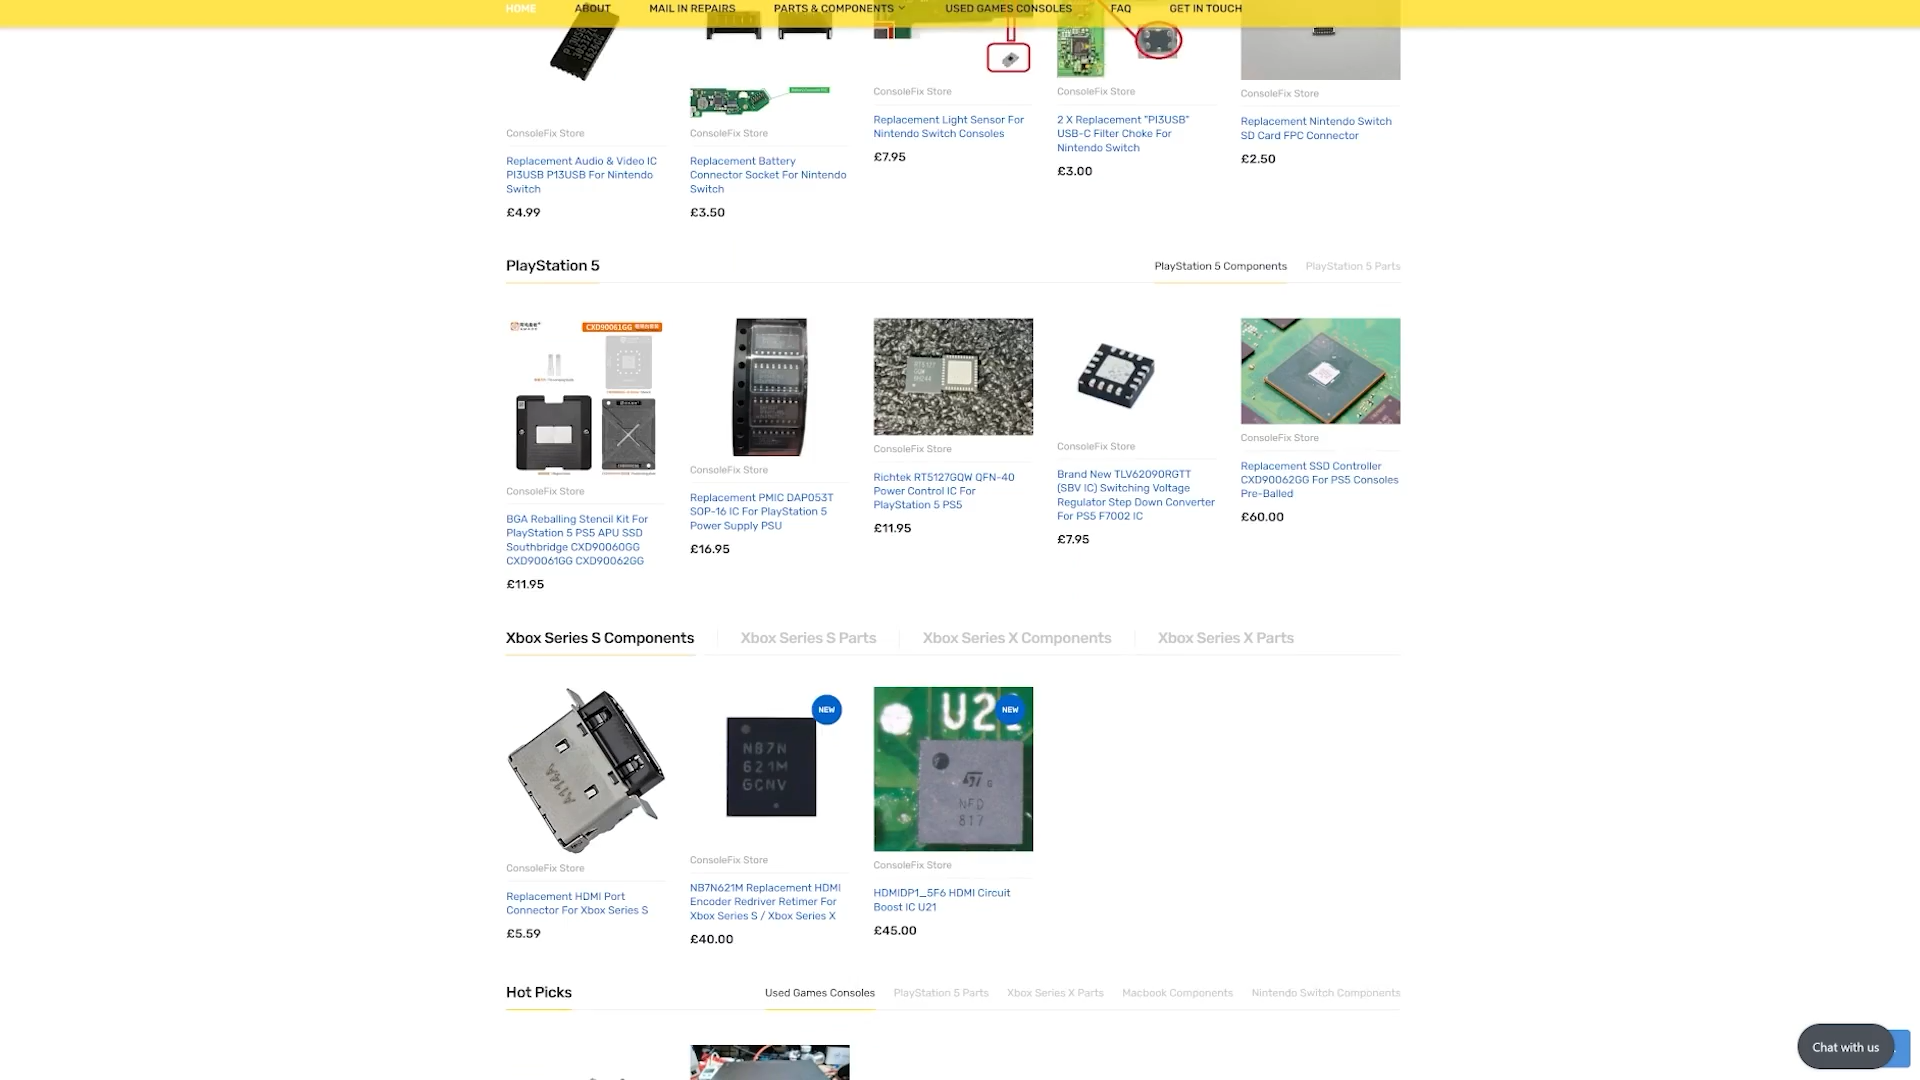 HOME ABOUT MAIL IN REPAIRS PARTS & COMPONENTS USED GAMES CONSOLES FAQ GET IN TOUCH
ConsoleFix Store
Replacement Audio & Video IC
PI3USB P13USB For Nintendo
Switch
£4.99
ConsoleFix Store
Replacement Battery
Connector Socket For Nintendo
Switch
£3.50
ConsoleFix Store
Replacement Light Sensor For
Nintendo Switch Consoles
£7.95
ConsoleFix Store
2 X Replacement "PI3USB"
USB-C Filter Choke For
Nintendo Switch
£3.00
ConsoleFix Store
Replacement Nintendo Switch
SD Card FPC Connector
£2.50
PlayStation 5
PlayStation 5 Components PlayStation 5 Parts
CXD90061GG
ConsoleFix Store
BGA Reballing Stencil Kit For
PlayStation 5 PS5 APU SSD
Southbridge CXD90060GG
CXD90061GG CXD90062GG
£11.95
ConsoleFix Store
Replacement PMIC DAP053T
SOP-16 IC For PlayStation 5
Power Supply PSU
£16.95
ConsoleFix Store
Richtek RT5127GQW QFN-40
Power Control IC For
PlayStation 5 PS5
£11.95
ConsoleFix Store
Brand New TLV62090RGTT
(SBV IC) Switching Voltage
Regulator Step Down Converter
For PS5 F7002 IC
£7.95
ConsoleFix Store
Replacement SSD Controller
CXD90062GG For PS5 Consoles
Pre-Balled
£60.00
Xbox Series S Components Xbox Series S Parts Xbox Series X Components Xbox Series X Parts
A114A
ConsoleFix Store
Replacement HDMI Port
Connector For Xbox Series S
£5.59
NEW
NB7N
621M
GCNV
ConsoleFix Store
NB7N621M Replacement HDMI
Encoder Redriver Retimer For
Xbox Series S / Xbox Series X
£40.00
NEW
NFD
817
ConsoleFix Store
HDMIDP1_5F6 HDMI Circuit
Boost IC U21
£45.00
Hot Picks
Used Games Consoles PlayStation 5 Parts Xbox Series X Parts Macbook Components Nintendo Switch Components
Chat with us